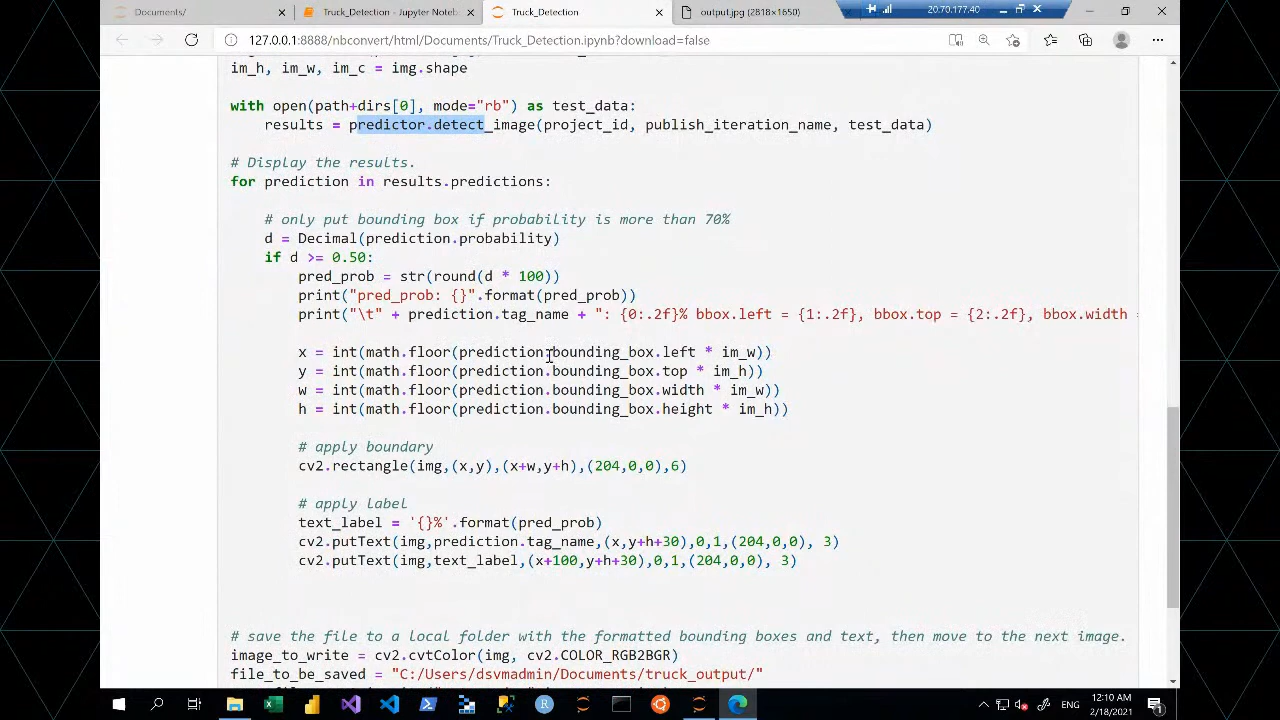 Documents/
Truck_Detection - Jupyter Noteb
Truck_Detection
output.jpg (2818×1650)
20.70.177.40
127.0.0.1:8888/nbconvert/html/Documents/Truck_Detection.ipynb?download=false
im_h, im_w, im_c = img.shape
with open(path+dirs[0], mode="rb") as test_data:
results = predictor.detect_image(project_id, publish_iteration_name, test_data)
# Display the results.
for prediction in results.predictions:
# only put bounding box if probability is more than 70%
d = Decimal(prediction.probability)
if d >= 0.50:
pred_prob = str(round(d * 100))
print("pred_prob: {}".format(pred_prob))
print("\t" + prediction.tag_name + ": {0:.2f}% bbox.left = {1:.2f}, bbox.top = {2:.2f}, bbox.width =
x = int(math.floor(prediction.bounding_box.left * im_w))
y = int(math.floor(prediction.bounding_box.top * im_h))
w = int(math.floor(prediction.bounding_box.width * im_w))
h = int(math.floor(prediction.bounding_box.height * im_h))
# apply boundary
cv2.rectangle(img,(x,y),(x+w,y+h),(204,0,0),6)
# apply label
text_label = '{}%'.format(pred_prob)
cv2.putText(img,prediction.tag_name,(x,y+h+30),0,1,(204,0,0), 3)
cv2.putText(img,text_label,(x+100,y+h+30),0,1,(204,0,0), 3)
# save the file to a local folder with the formatted bounding boxes and text, then move to the next image.
image_to_write = cv2.cvtColor(img, cv2.COLOR_RGB2BGR)
file_to_be_saved = "C:/Users/dsvmadmin/Documents/truck_output/"
ENG
12:10 AM
2/18/2021